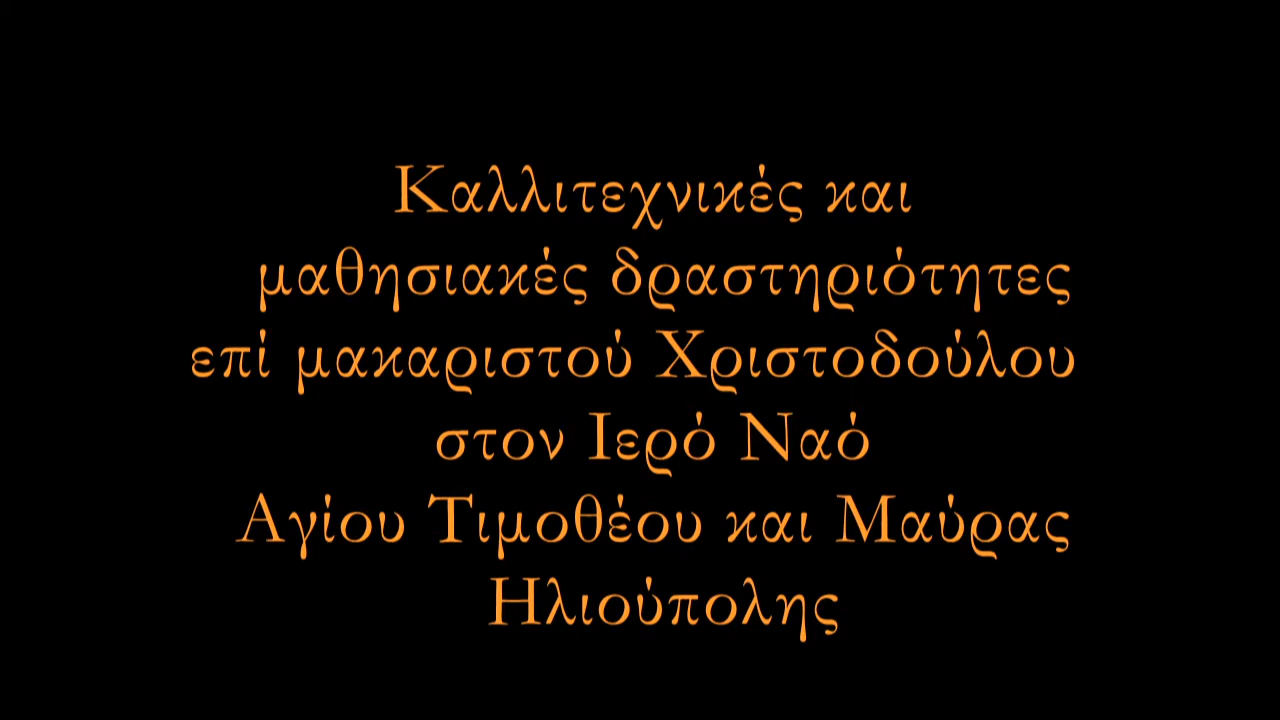 Καλλιτεχνικές και
μαθησιακές δραστηριότητες
επί μακαριστού Χριστοδούλου
στον Ιερό Ναό
Αγίου Τιμοθέου και Μαύρας
Ηλιούπολης